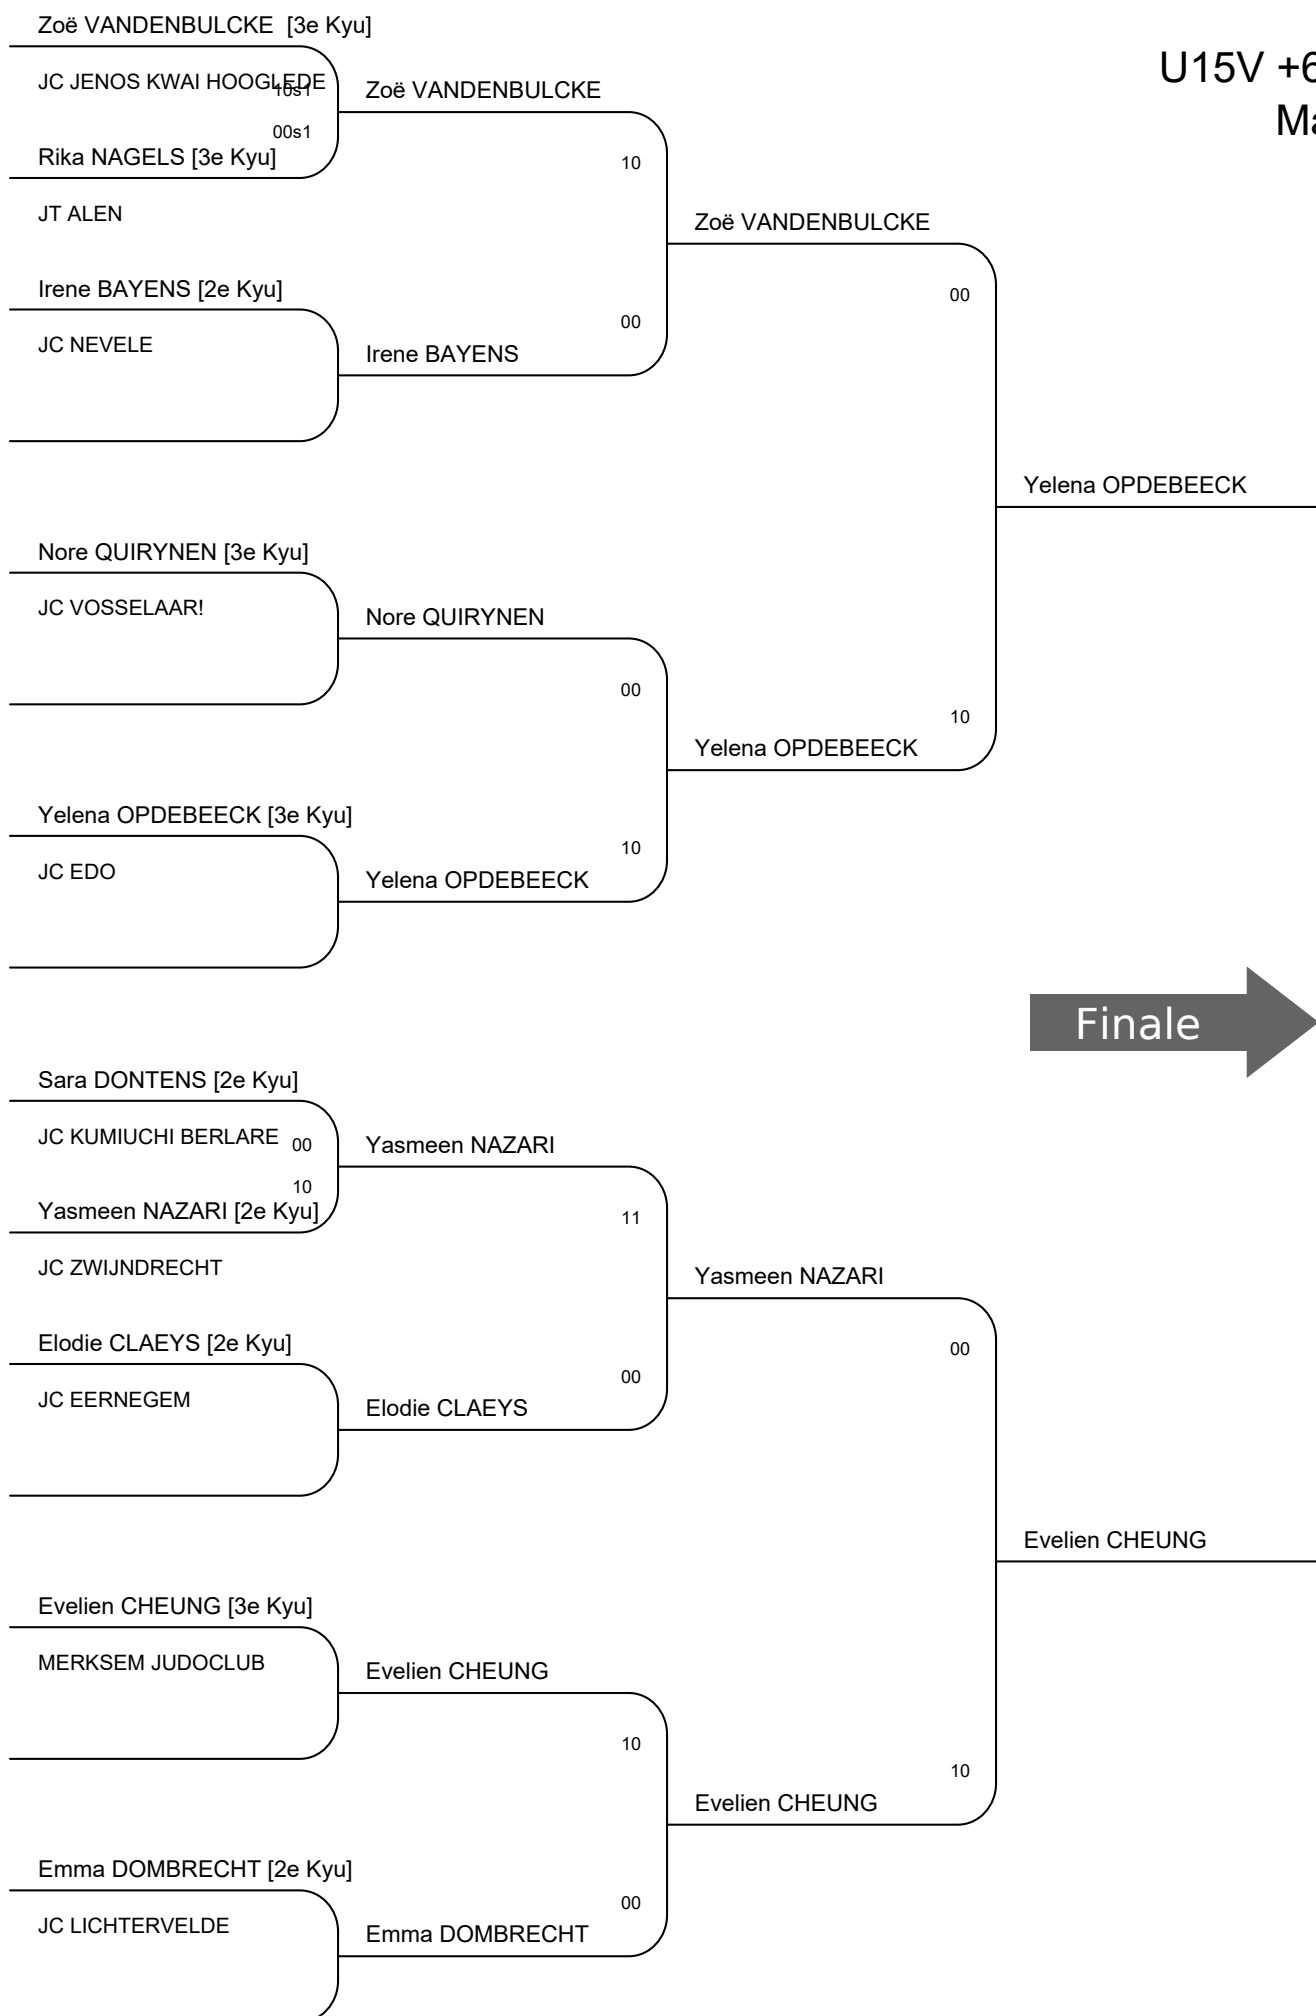 Zoë VANDENBULCKE [3e Kyu]
U15V +6
JC JENOS KWAI HOOGLEDE
10s1
Zoë VANDENBULCKE
Ma
00s1
Rika NAGELS [3e Kyu]
10
JT ALEN
Zoë VANDENBULCKE
Irene BAYENS [2e Kyu]
00
00
JC NEVELE
Irene BAYENS
Yelena OPDEBEECK
Nore QUIRYNEN [3e Kyu]
JC VOSSELAAR!
Nore QUIRYNEN
00
10
Yelena OPDEBEECK
Yelena OPDEBEECK [3e Kyu]
10
JC EDO
Yelena OPDEBEECK
Finale
Sara DONTENS [2e Kyu]
JC KUMIUCHI BERLARE
00
Yasmeen NAZARI
10
Yasmeen NAZARI [2e Kyu]
11
JC ZWIJNDRECHT
Yasmeen NAZARI
Elodie CLAEYS [2e Kyu]
00
00
JC EERNEGEM
Elodie CLAEYS
Evelien CHEUNG
Evelien CHEUNG [3e Kyu]
MERKSEM JUDOCLUB
Evelien CHEUNG
10
10
Evelien CHEUNG
Emma DOMBRECHT [2e Kyu]
00
JC LICHTERVELDE
Emma DOMBRECHT